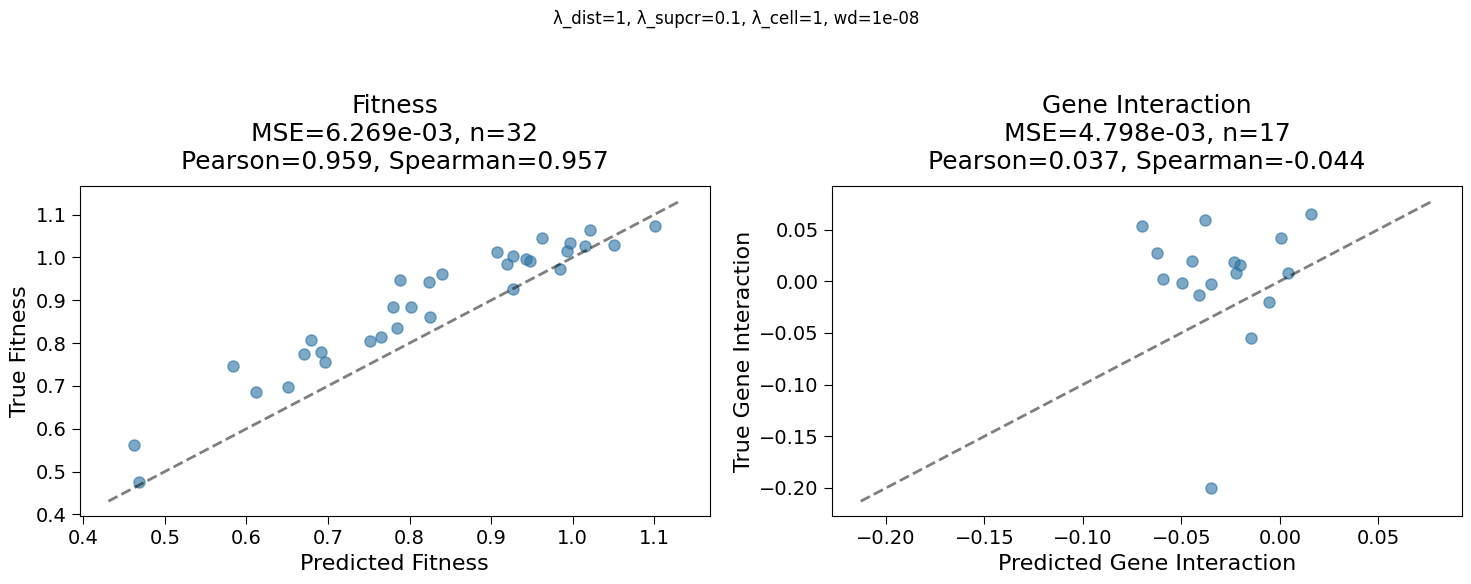 λ_dist=1, λ_supcr=0.1, λ_cell=1, wd=1e-08
Fitness
MSE=6.269e-03, n=32
Pearson=0.959, Spearman=0.957
1.1
1.0
0.9
0.8
0.7
0.6
0.5
0.4
True Fitness
0.4 0.5 0.6 0.7 0.8 0.9 1.0 1.1
Predicted Fitness
Gene Interaction
MSE=4.798e-03, n=17
Pearson=0.037, Spearman=-0.044
0.05
0.00
−0.05
−0.10
−0.15
−0.20
True Gene Interaction
−0.20 −0.15 −0.10 −0.05 0.00 0.05
Predicted Gene Interaction